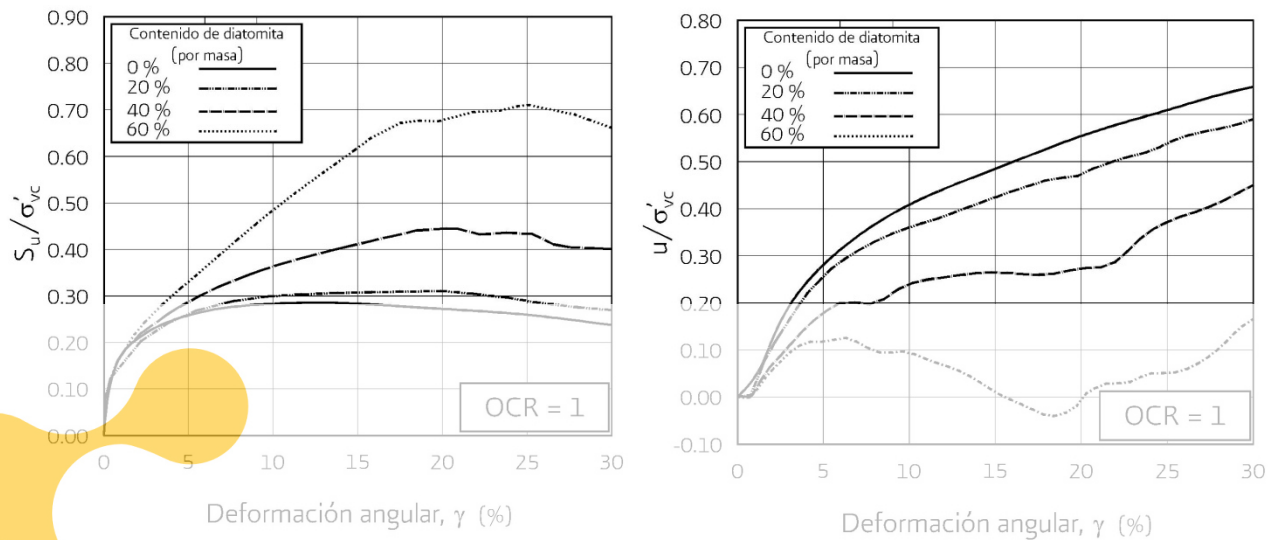 0.90
0.80
0.70
0.60
0.50
0.40
0.30
0.20
0.10
0.00
Su/σ'vc
Contenido de diatomita
(por masa)
0 %
20 %
40 %
60 %
OCR = 1
0 5 10 15 20 25 30
Deformación angular, γ (%)
0.80
0.70
0.60
0.50
0.40
0.30
0.20
0.10
0.00
-0.10
u/σ'vc
Contenido de diatomita
(por masa)
0 %
20 %
40 %
60 %
OCR = 1
0 5 10 15 20 25 30
Deformación angular, γ (%)